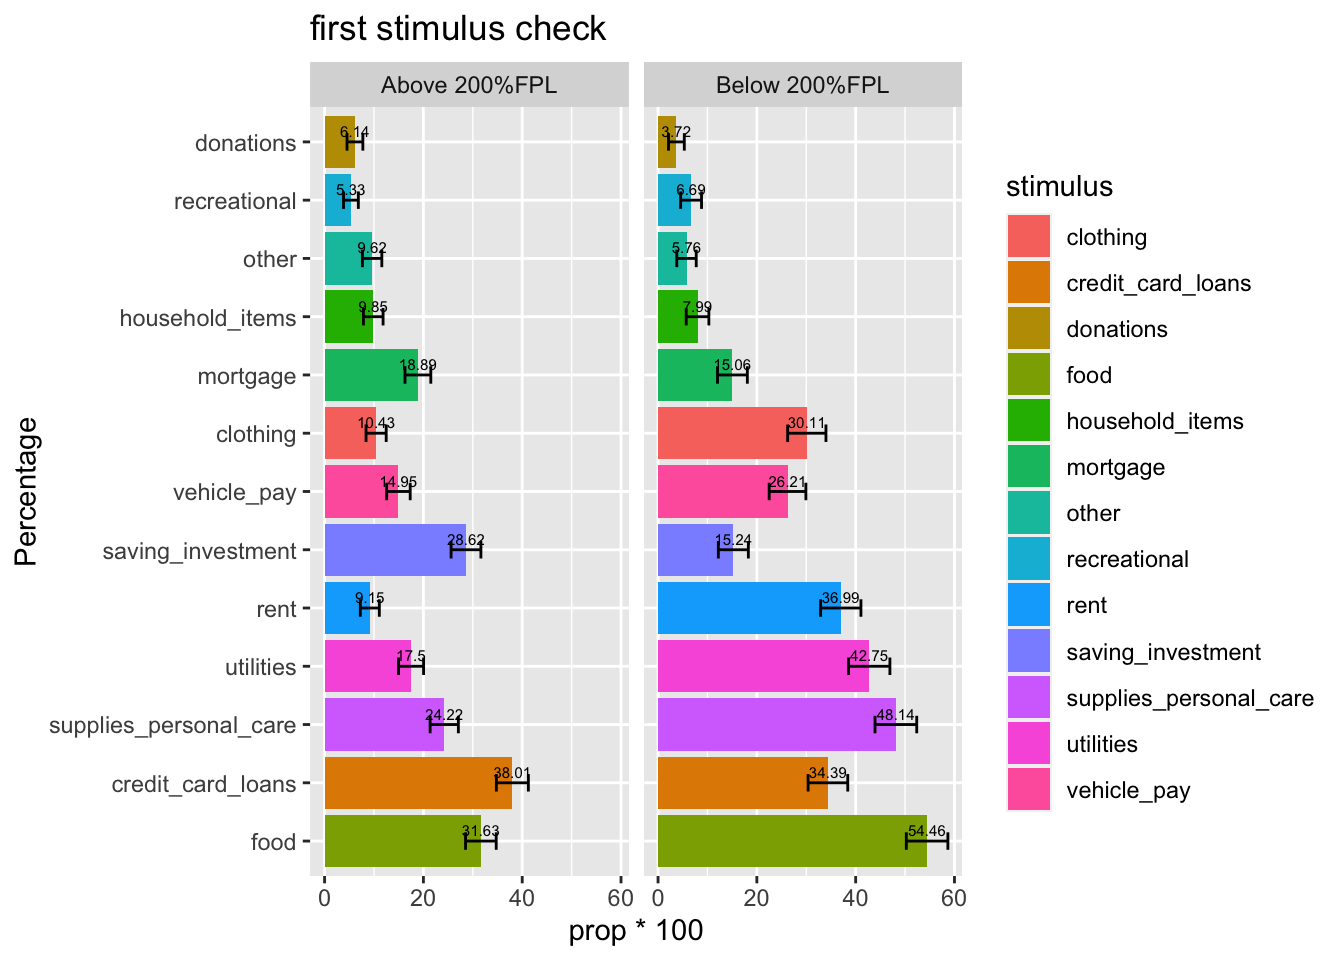 first stimulus check
Above 200%FPL
Below 200%FPL
Percentage
donations
6.14
3.72
recreational
5.33
6.69
other
9.62
5.76
household_items
9.85
7.99
mortgage
18.89
15.06
clothing
10.43
30.11
vehicle_pay
14.95
26.21
saving_investment
28.62
15.24
rent
9.15
36.99
utilities
17.5
42.75
supplies_personal_care
24.22
48.14
credit_card_loans
38.01
34.39
food
31.63
54.46
0 20 40 60
0 20 40 60
prop * 100
stimulus
clothing
credit_card_loans
donations
food
household_items
mortgage
other
recreational
rent
saving_investment
supplies_personal_care
utilities
vehicle_pay